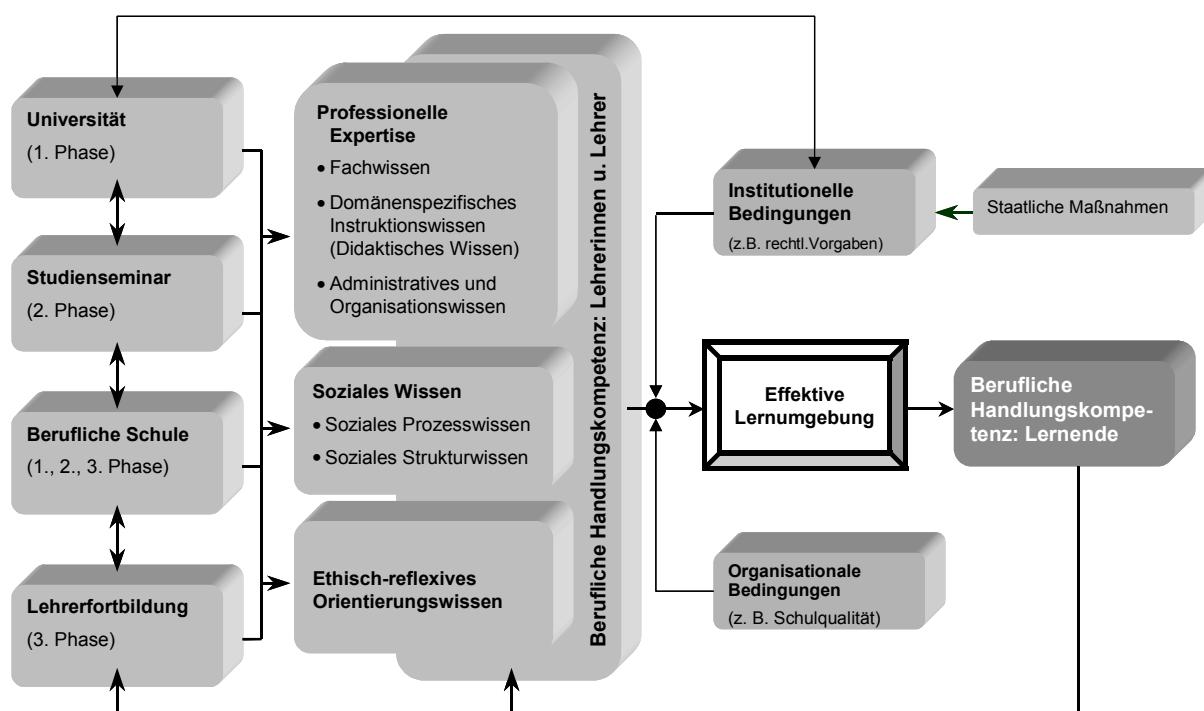 Universität
(1. Phase)
Studienseminar
(2. Phase)
Berufliche Schule
(1., 2., 3. Phase)
Lehrerfortbildung
(3. Phase)
Professionelle
Expertise
• Fachwissen
• Domänenspezifisches
Instruktionswissen
(Didaktisches Wissen)
• Administratives und
Organisationswissen
Soziales Wissen
• Soziales Prozesswissen
• Soziales Strukturwissen
Ethisch-reflexives
Orientierungswissen
Berufliche Handlungskompetenz: Lehrerinnen u. Lehrer
Institutionelle
Bedingungen
(z.B. rechtl.Vorgaben)
Staatliche Maßnahmen
Effektive
Lernumgebung
Berufliche
Handlungskompe-
tenz: Lernende
Organisationale
Bedingungen
(z. B. Schulqualität)